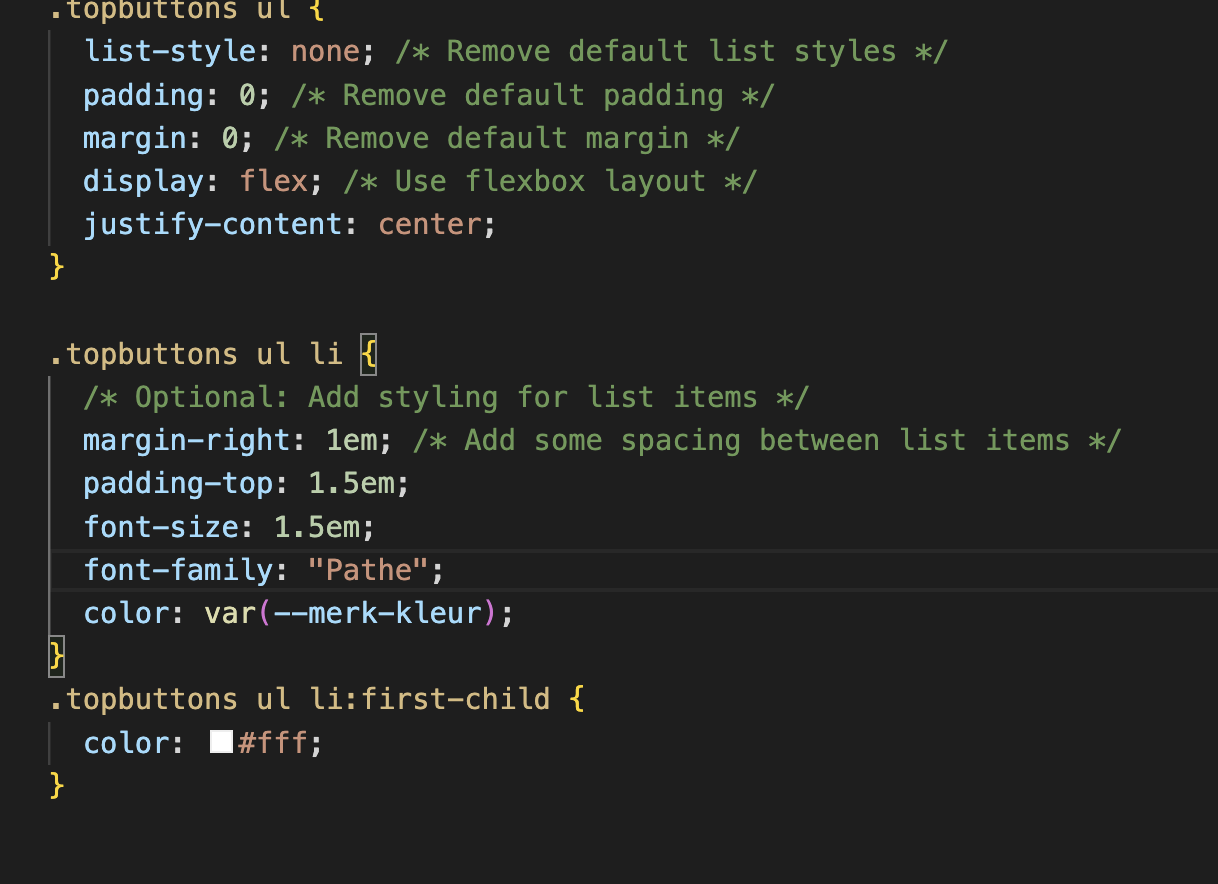 .topbuttons ul {
list-style: none; /* Remove default list styles */
padding: 0; /* Remove default padding */
margin: 0; /* Remove default margin */
display: flex; /* Use flexbox layout */
justify-content: center;
}
.topbuttons ul li {
/* Optional: Add styling for list items */
margin-right: 1em; /* Add some spacing between list items */
padding-top: 1.5em;
font-size: 1.5em;
font-family: "Pathe";
color: var(--merk-kleur);
}
.topbuttons ul li:first-child {
color: #fff;
}